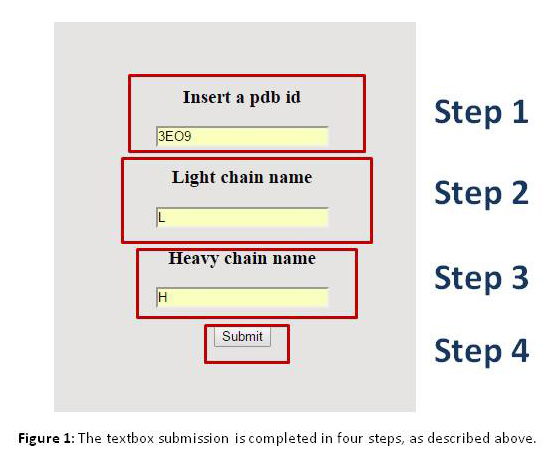 Insert a pdb id
3EO9
Step 1
Light chain name
L
Step 2
Heavy chain name
H
Step 3
Submit
Step 4
Figure 1: The textbox submission is completed in four steps, as described above.